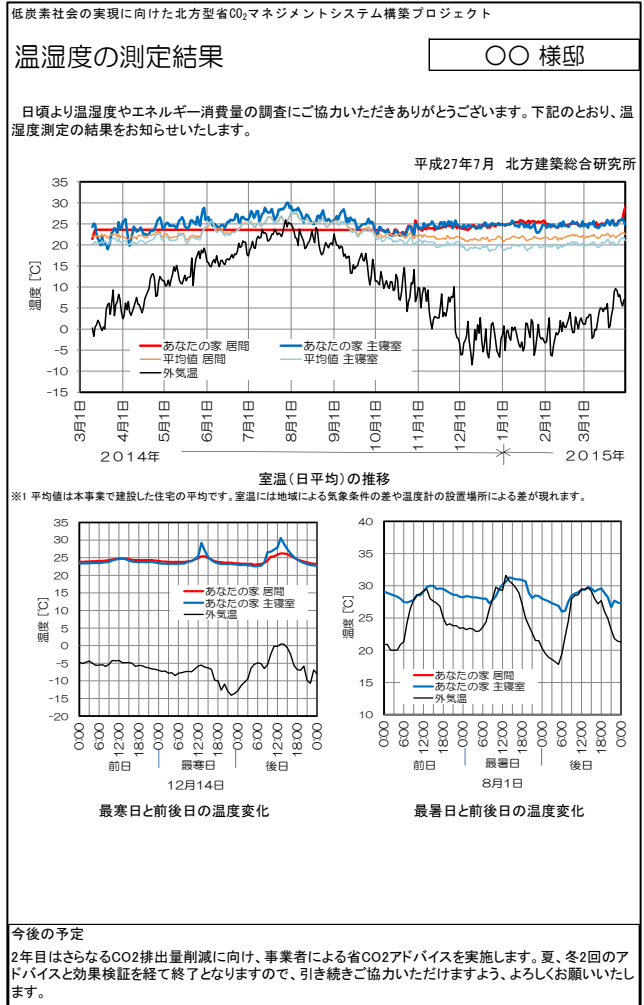 低炭素社会の実現に向けた北方型省CO₂マネジメントシステム構築プロジェクト
温湿度の測定結果
〇〇 様邸
日頃より温湿度やエネルギー消費量の調査にご協力いただきありがとうございます。下記のとおり、温
湿度測定の結果をお知らせいたします。
平成27年7月 北方建築総合研究所
35
30
25
20
15
10
5
0
-5
-10
-15
温度 [℃]
あなたの家 居間
あなたの家 主寝室
平均値 居間
平均値 主寝室
外気温
3月1日
4月1日
5月1日
6月1日
7月1日
8月1日
9月1日
10月1日
11月1日
12月1日
1月1日
2月1日
3月1日
2014年
2015年
室温(日平均)の推移
※1 平均値は本事業で建設した住宅の平均です。室温には地域による気象条件の差や温度計の設置場所による差が現れます。
35
30
25
20
15
10
5
0
-5
-10
-15
-20
温度 [℃]
あなたの家 居間
あなたの家 主寝室
外気温
0:00
6:00
12:00
18:00
0:00
6:00
12:00
18:00
0:00
6:00
12:00
18:00
0:00
前日
最寒日
後日
12月14日
最寒日と前後日の温度変化
40
35
30
25
20
15
10
温度 [℃]
あなたの家 居間
あなたの家 主寝室
外気温
0:00
6:00
12:00
18:00
0:00
6:00
12:00
18:00
0:00
6:00
12:00
18:00
0:00
前日
最暑日
後日
8月1日
最暑日と前後日の温度変化
今後の予定
2年目はさらなるCO2排出量削減に向け、事業者による省CO2アドバイスを実施します。夏、冬2回のア
ドバイスと効果検証を経て終了となりますので、引き続きご協力いただけますよう、よろしくお願いいたし
ます。